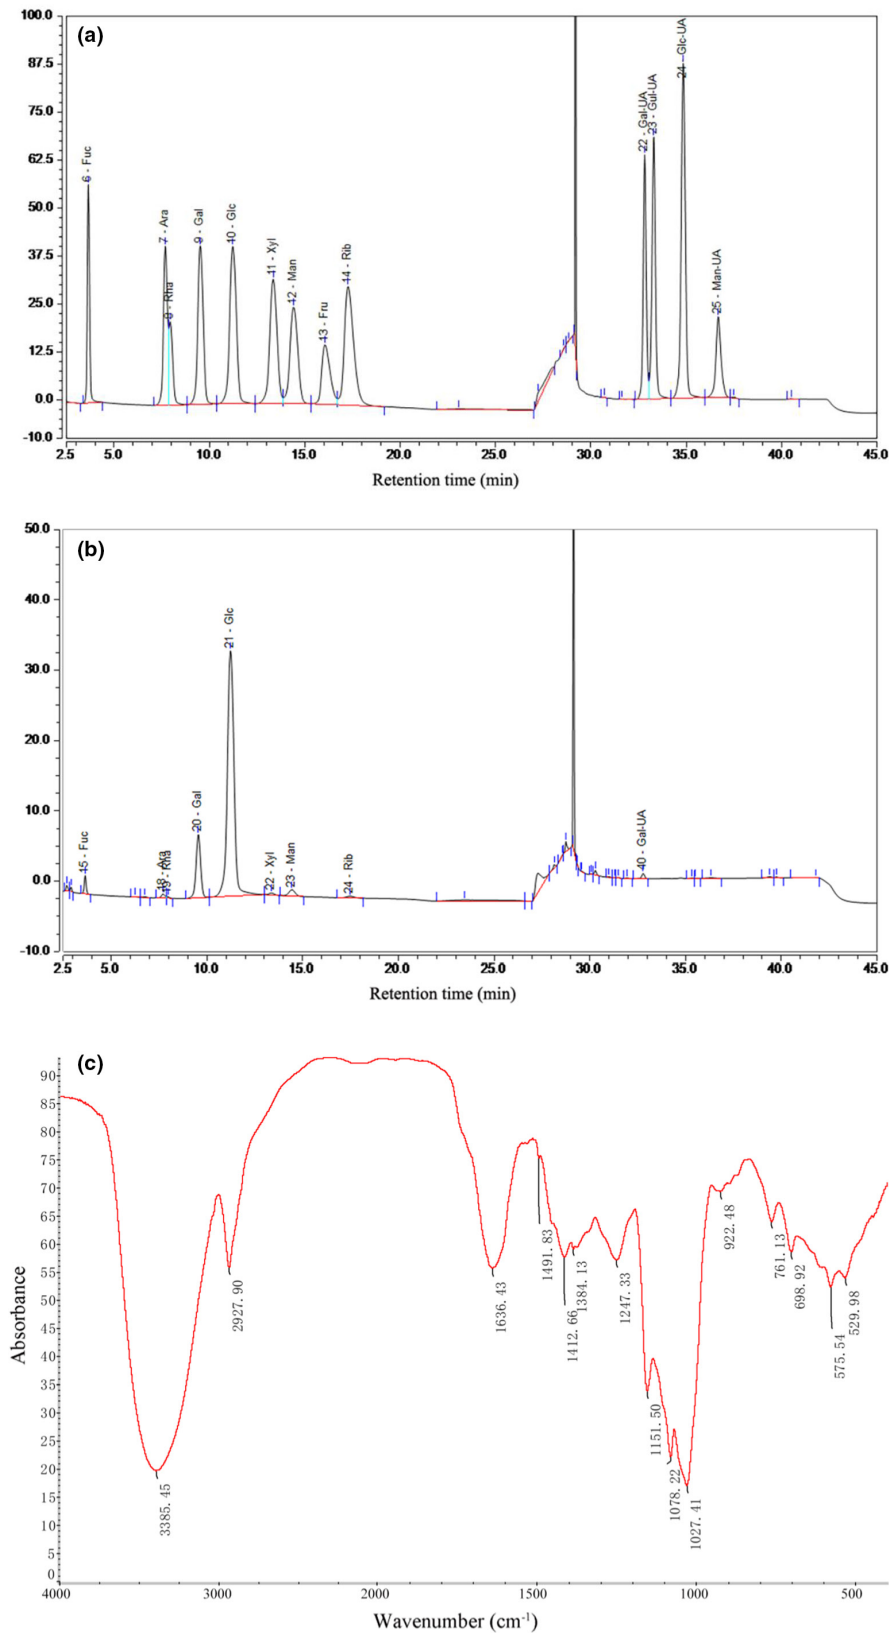 (a)
100.0
87.5
75.0
62.5
50.0
37.5
25.0
12.5
0.0
-10.0
6 - Fuc
7 - Ara
9 - Gal
10 - Glc
11 - Xyl
12 - Man
13 - Fru
14 - Rib
22 - Gal-UA
23 - Gul-UA
24 - Glc-UA
25 - Man-UA
2.5 5.0 10.0 15.0 20.0 25.0 30.0 35.0 40.0 45.0
Retention time (min)
(b)
50.0
40.0
30.0
20.0
10.0
0.0
-10.0
15 - Fuc
18 - Ara
19 - Rha
20 - Gal
21 - Glc
22 - Xyl
23 - Man
24 - Rib
40 - Gal-UA
2.5 5.0 10.0 15.0 20.0 25.0 30.0 35.0 40.0 45.0
Retention time (min)
(c)
Absorbance
90
85
80
75
70
65
60
55
50
45
40
35
30
25
20
15
10
5
0
3385.45
2927.90
1636.43
1491.83
1412.66
1384.13
1247.33
1151.50
1078.22
1027.41
922.48
761.13
698.92
575.54
529.98
4000 3000 2000 1500 1000 500
Wavenumber (cm⁻¹)